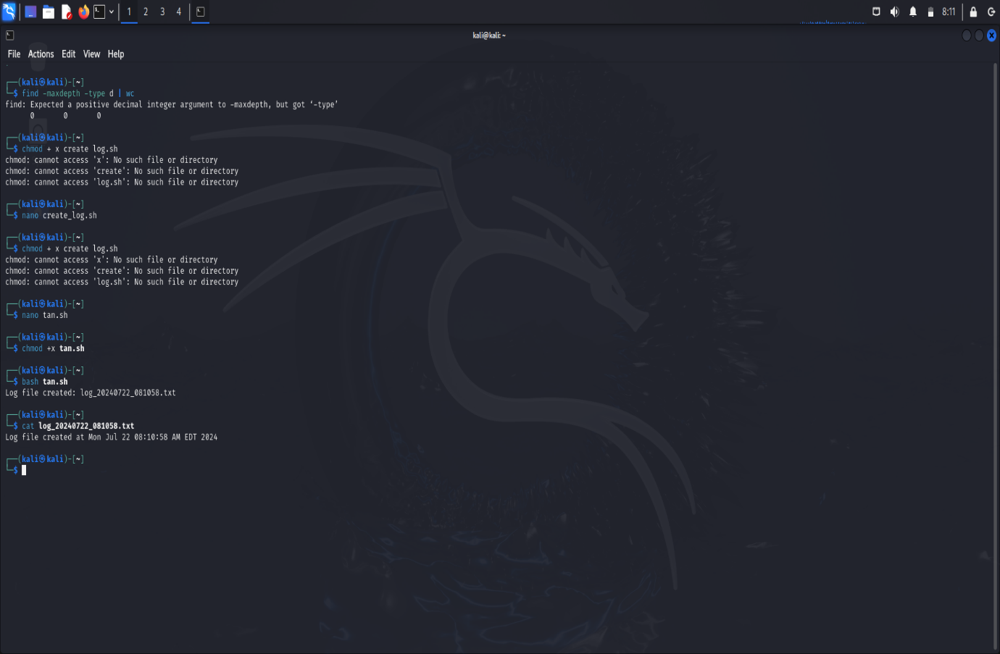 1 2 3 4
8:11
kali@kali: ~
File Actions Edit View Help
┌──(kali㉿kali)-[~]
└─$ find -maxdepth -type d | wc
find: Expected a positive decimal integer argument to -maxdepth, but got ‘-type’
0 0 0
┌──(kali㉿kali)-[~]
└─$ chmod + x create log.sh
chmod: cannot access 'x': No such file or directory
chmod: cannot access 'create': No such file or directory
chmod: cannot access 'log.sh': No such file or directory
┌──(kali㉿kali)-[~]
└─$ nano create_log.sh
┌──(kali㉿kali)-[~]
└─$ chmod + x create log.sh
chmod: cannot access 'x': No such file or directory
chmod: cannot access 'create': No such file or directory
chmod: cannot access 'log.sh': No such file or directory
┌──(kali㉿kali)-[~]
└─$ nano tan.sh
┌──(kali㉿kali)-[~]
└─$ chmod +x tan.sh
┌──(kali㉿kali)-[~]
└─$ bash tan.sh
Log file created: log_20240722_081058.txt
┌──(kali㉿kali)-[~]
└─$ cat log_20240722_081058.txt
Log file created at Mon Jul 22 08:10:58 AM EDT 2024
┌──(kali㉿kali)-[~]
└─$